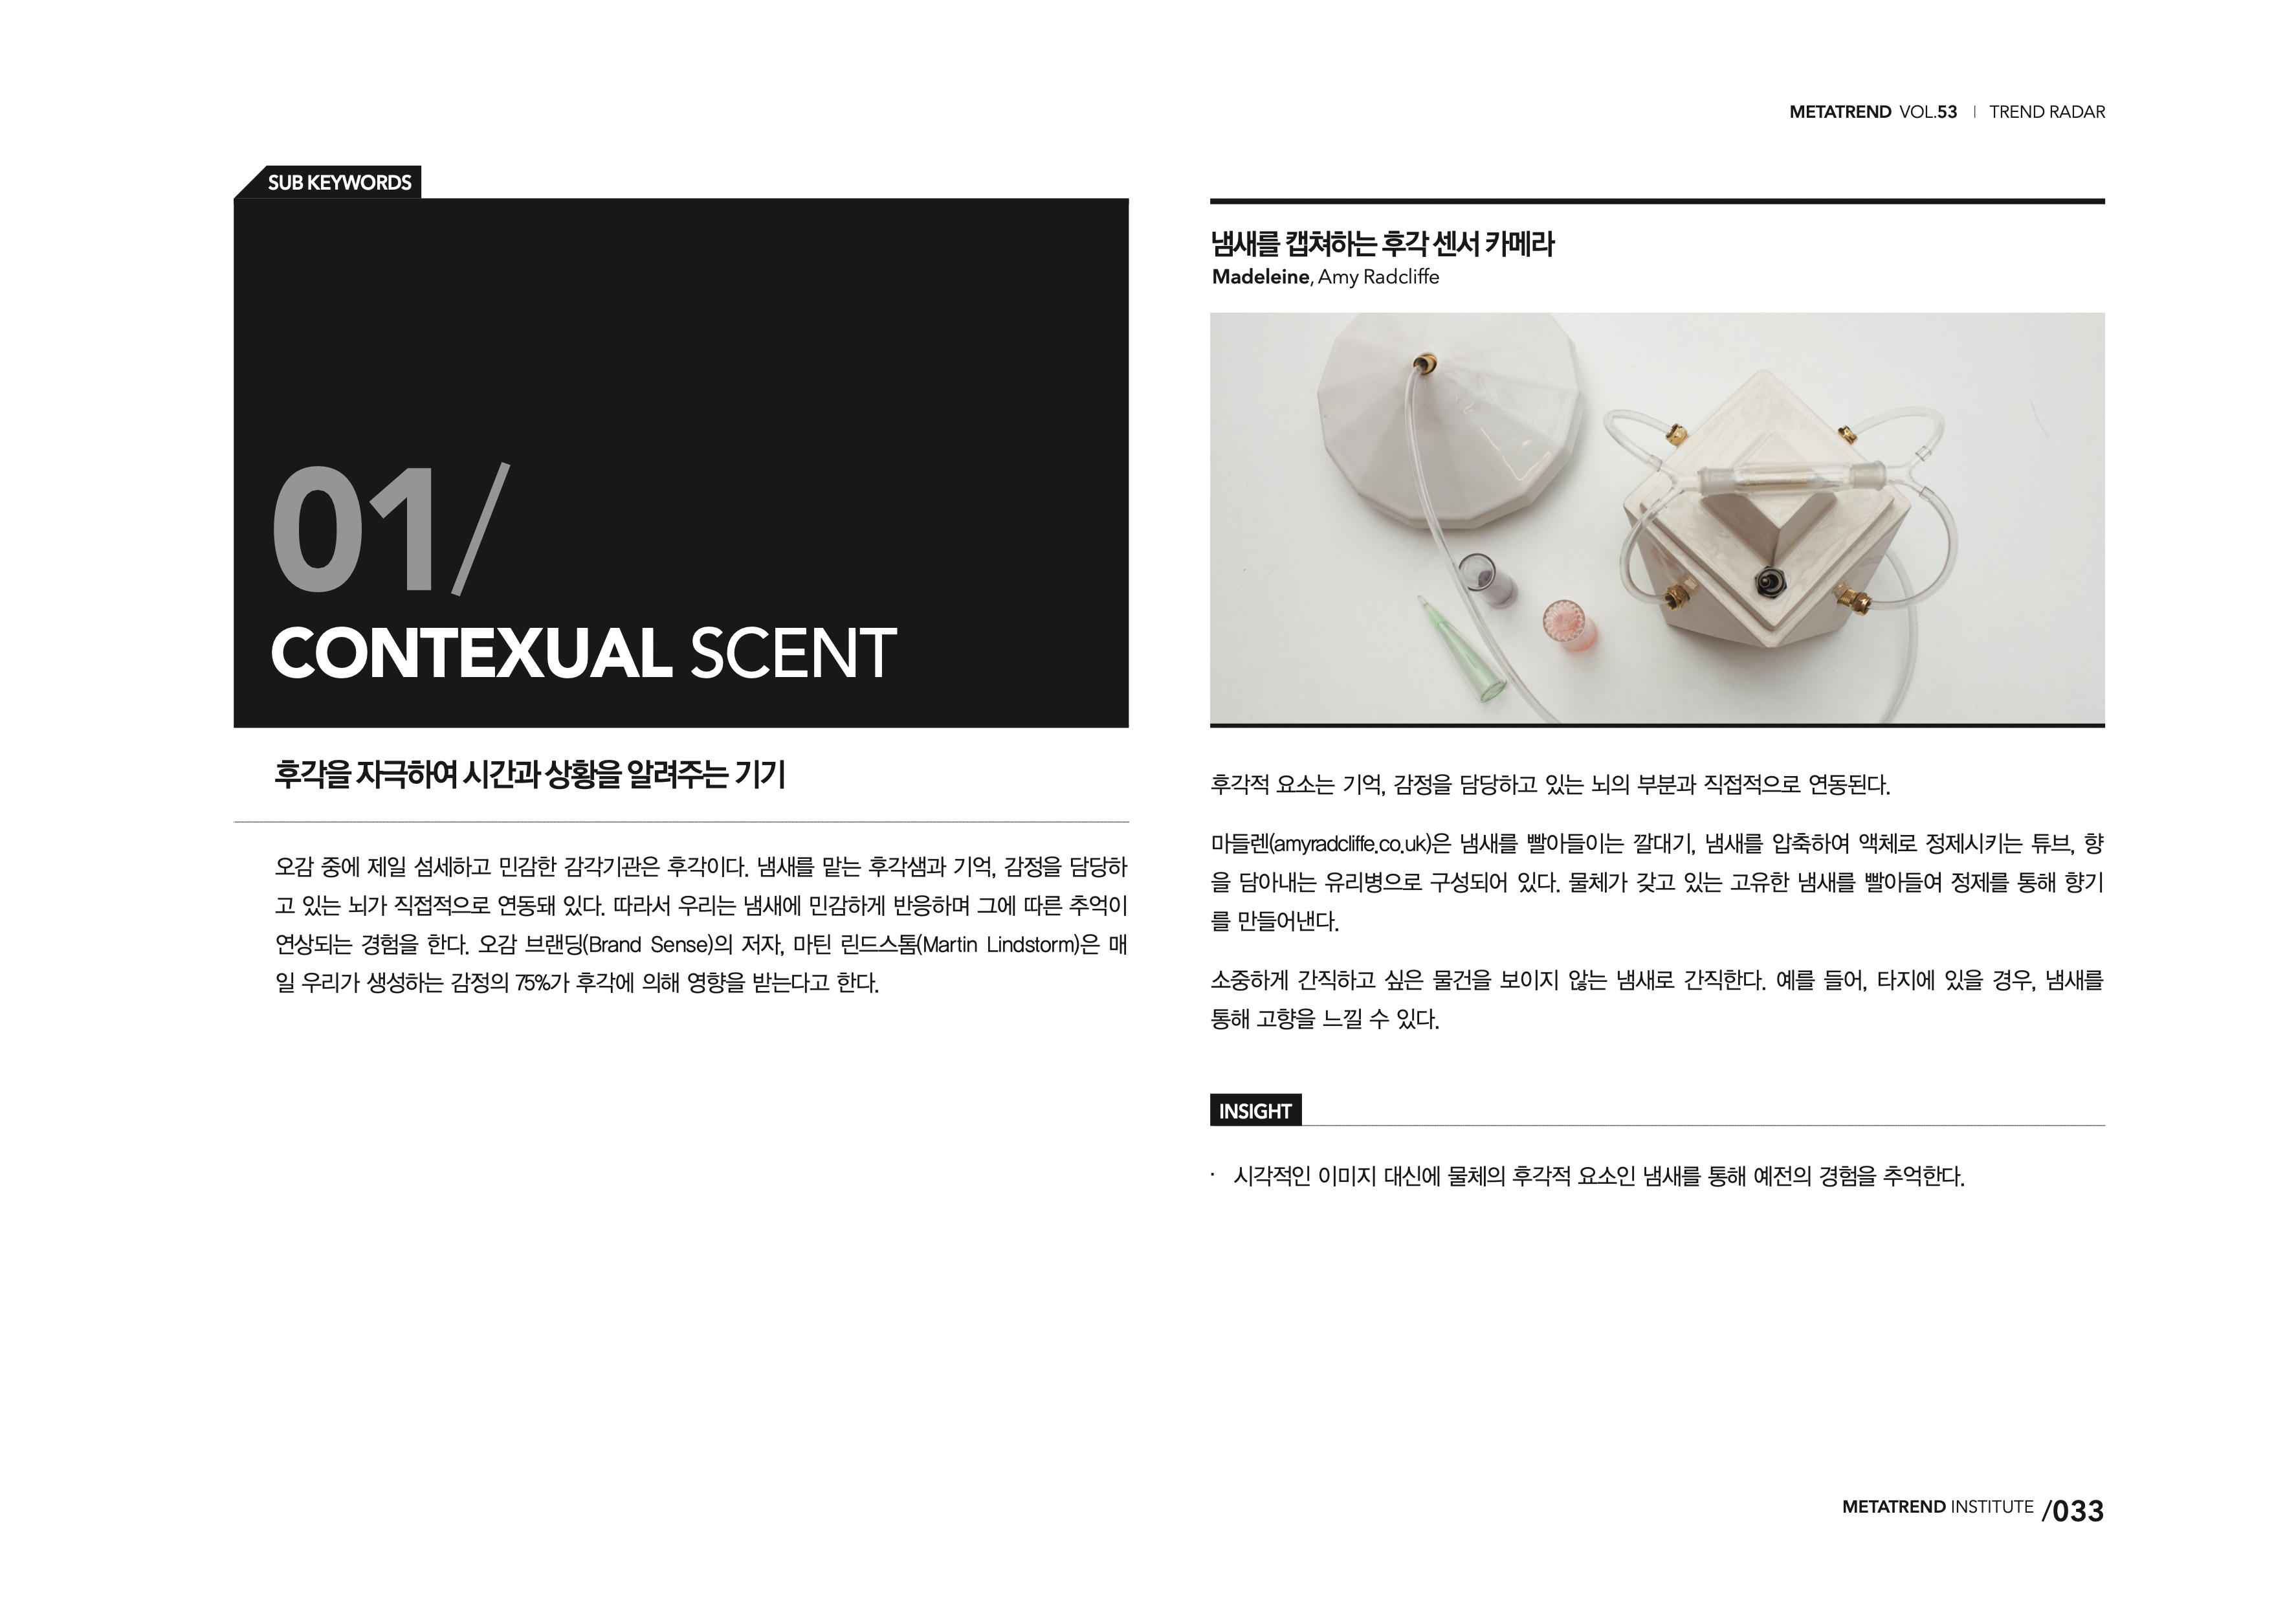 METATREND VOL.53 | TREND RADAR
SUB KEYWORDS
01/
CONTEXUAL SCENT
후각을 자극하여 시간과 상황을 알려주는 기기
오감 중에 제일 섬세하고 민감한 감각기관은 후각이다. 냄새를 맡는 후각샘과 기억, 감정을 담당하
고 있는 뇌가 직접적으로 연동돼 있다. 따라서 우리는 냄새에 민감하게 반응하며 그에 따른 추억이
연상되는 경험을 한다. 오감 브랜딩(Brand Sense)의 저자, 마틴 린드스톰(Martin Lindstorm)은 매
일 우리가 생성하는 감정의 75%가 후각에 의해 영향을 받는다고 한다.
냄새를 캡쳐하는 후각 센서 카메라
Madeleine, Amy Radcliffe
후각적 요소는 기억, 감정을 담당하고 있는 뇌의 부분과 직접적으로 연동된다.
마들렌(amyradcliffe.co.uk)은 냄새를 빨아들이는 깔대기, 냄새를 압축하여 액체로 정제시키는 튜브, 향
을 담아내는 유리병으로 구성되어 있다. 물체가 갖고 있는 고유한 냄새를 빨아들여 정제를 통해 향기
를 만들어낸다.
소중하게 간직하고 싶은 물건을 보이지 않는 냄새로 간직한다. 예를 들어, 타지에 있을 경우, 냄새를
통해 고향을 느낄 수 있다.
INSIGHT
· 시각적인 이미지 대신에 물체의 후각적 요소인 냄새를 통해 예전의 경험을 추억한다.
METATREND INSTITUTE /033